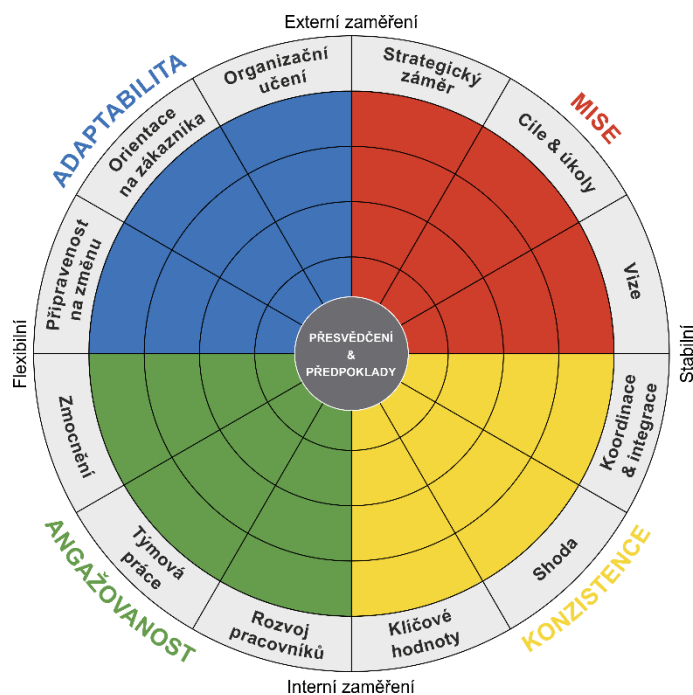 Externí zaměření
ADAPTABILITA
MISE
Organizační
učení
Strategický
záměr
Orientace
na zákazníka
Cíle & úkoly
Připravenost
na změnu
Vize
Flexibilní
PŘESVĚDČENÍ
&
PŘEDPOKLADY
Stabilní
Zmocnění
Koordinace
& integrace
Týmová
práce
Shoda
Rozvoj
pracovníků
Klíčové
hodnoty
ANGAŽOVANOST
KONZISTENCE
Interní zaměření